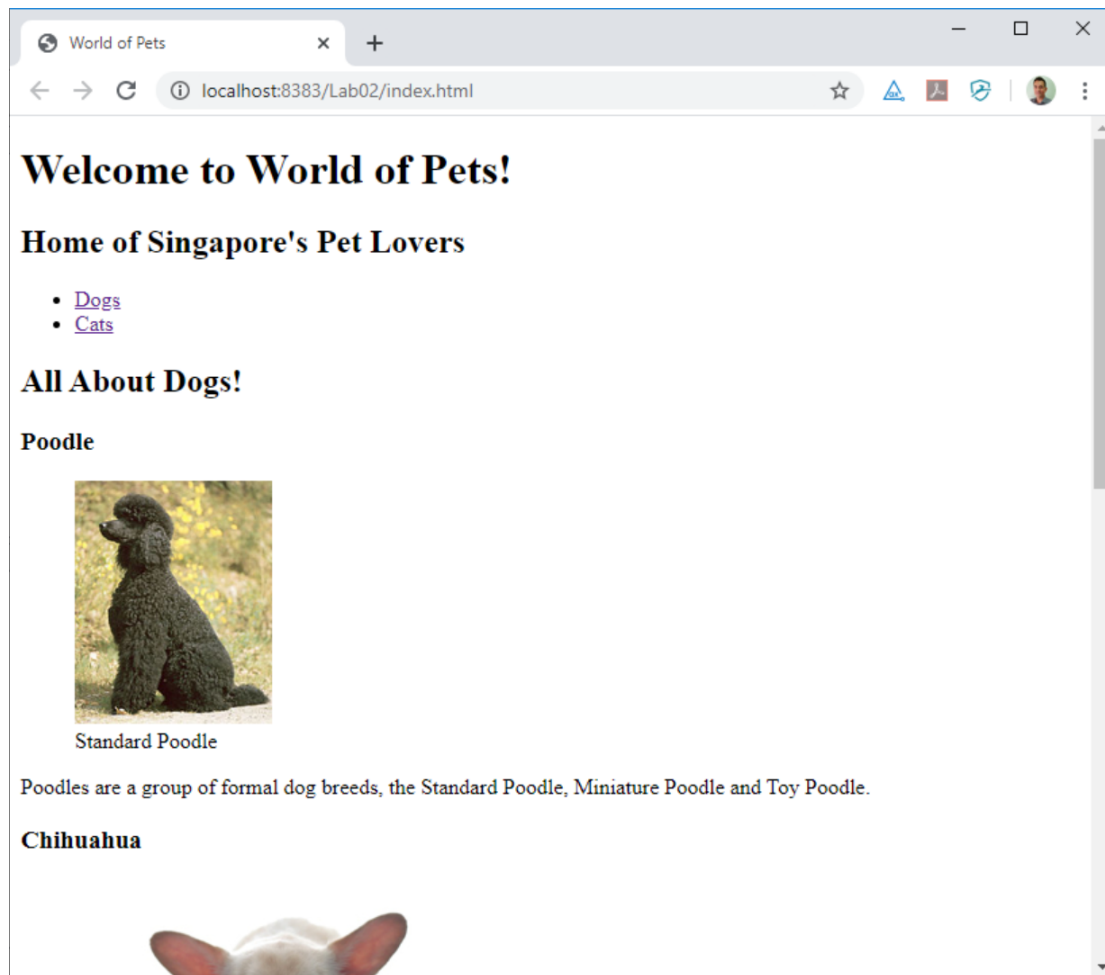 World of Pets
localhost:8383/Lab02/index.html
Welcome to World of Pets!
Home of Singapore's Pet Lovers
Dogs
Cats
All About Dogs!
Poodle
Standard Poodle
Poodles are a group of formal dog breeds, the Standard Poodle, Miniature Poodle and Toy Poodle.
Chihuahua